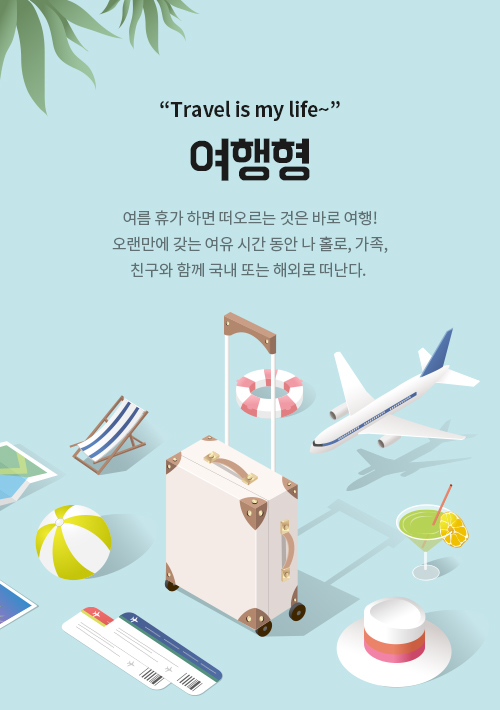 “Travel is my life~”
여행형
여름 휴가 하면 떠오르는 것은 바로 여행!
오랜만에 갖는 여유 시간 동안 나 홀로, 가족,
친구와 함께 국내 또는 해외로 떠난다.